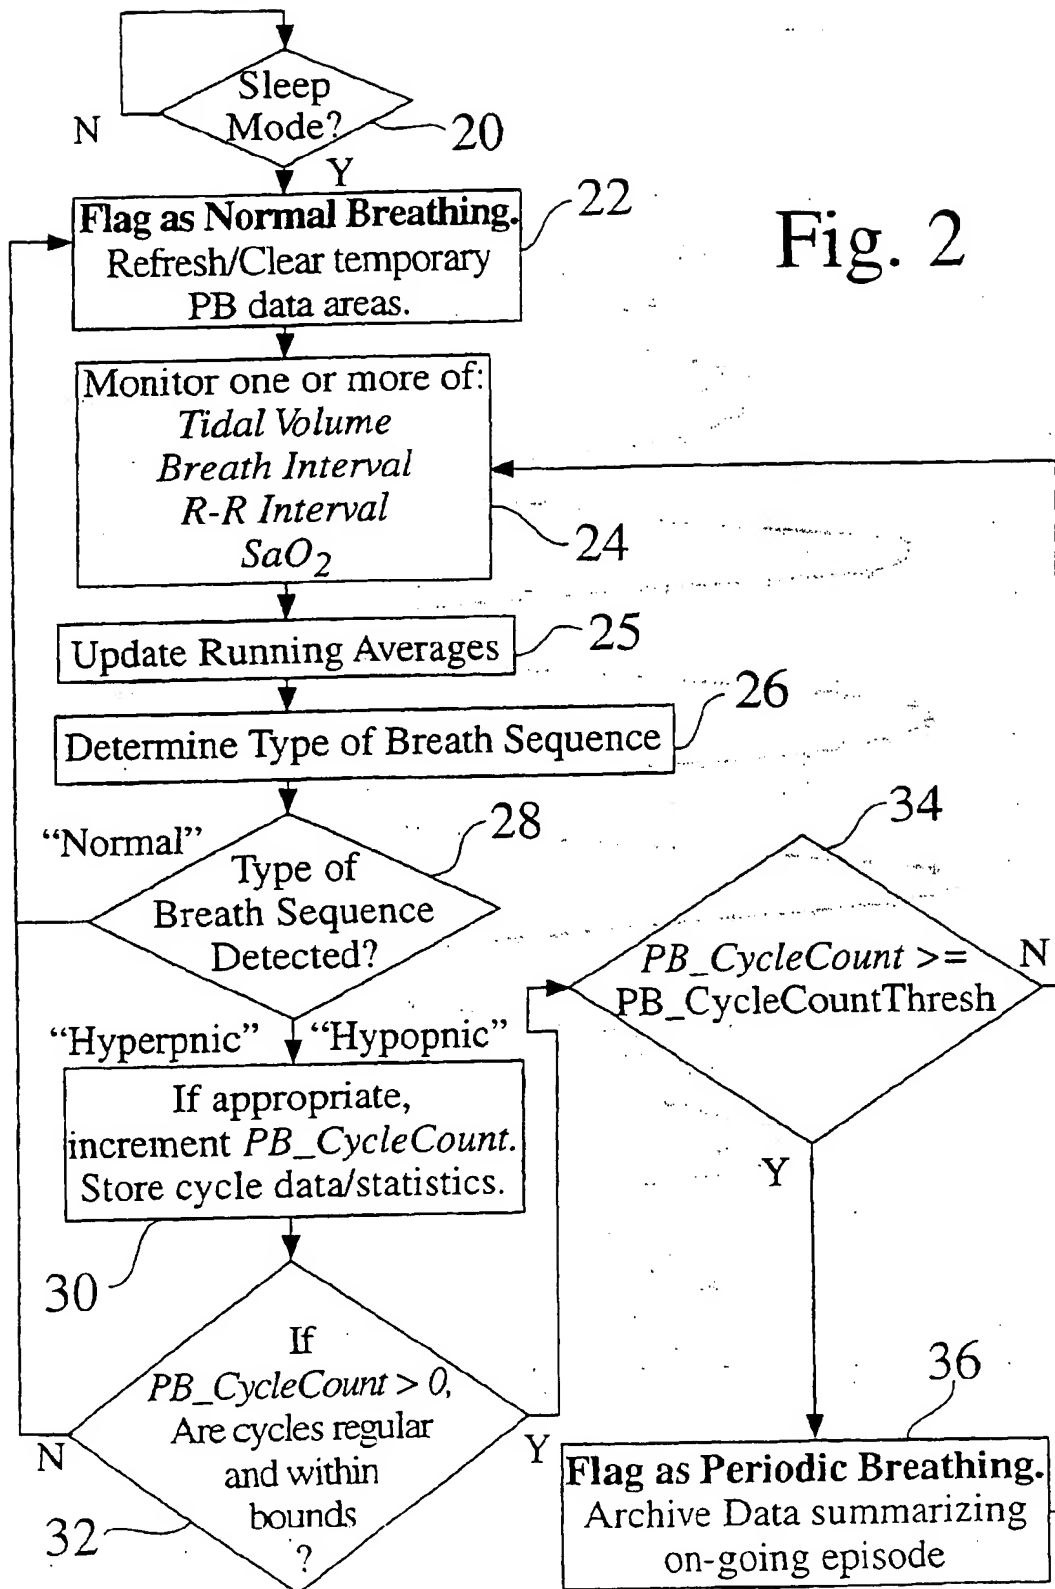 Sleep
Mode?
N
20
Y
Flag as Normal Breathing.
Refresh/Clear temporary
PB data areas.
22
Fig. 2
Monitor one or more of:
Tidal Volume
Breath Interval
R-R Interval
SaO2
24
Update Running Averages
25
Determine Type of Breath Sequence
26
"Normal"
28
Type of
Breath Sequence
Detected?
"Hyperpnic" "Hypopnic"
If appropriate,
increment PB_CycleCount.
Store cycle data/statistics.
30
If
PB_CycleCount > 0,
Are cycles regular
and within
bounds
?
N
Y
32
34
PB_CycleCount >=
PB_CycleCountThresh
N
Y
36
Flag as Periodic Breathing.
Archive Data summarizing
on-going episode